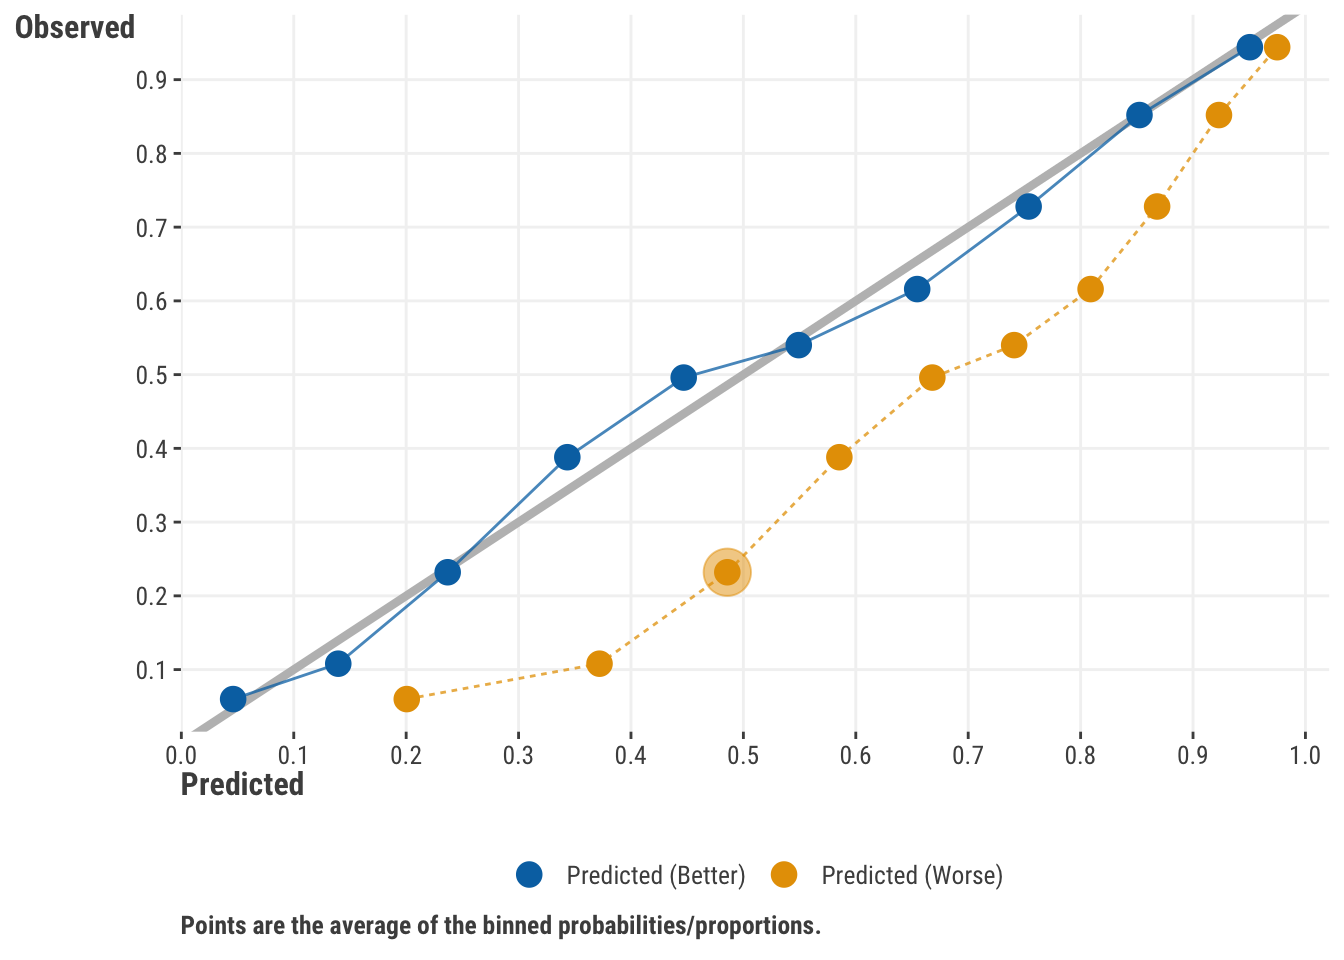 Observed
0.9
0.8
0.7
0.6
0.5
0.4
0.3
0.2
0.1
0.0 0.1 0.2 0.3 0.4 0.5 0.6 0.7 0.8 0.9 1.0
Predicted
Predicted (Better) Predicted (Worse)
Points are the average of the binned probabilities/proportions.